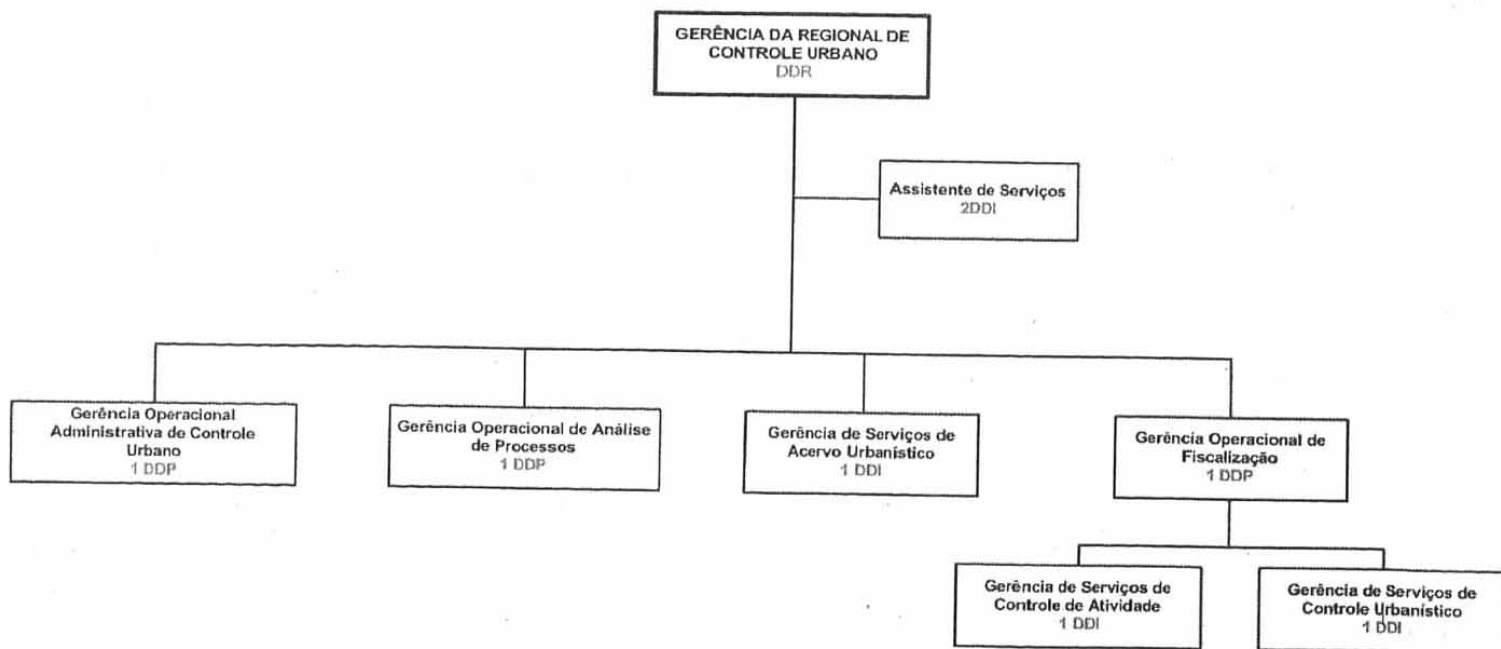 GERÊNCIA DA REGIONAL DE
CONTROLE URBANO
DDR
Assistente de Serviços
2DDI
Gerência Operacional
Administrativa de Controle
Urbano
1 DDP
Gerência Operacional de Análise
de Processos
1 DDP
Gerência de Serviços de
Acervo Urbanístico
1 DDI
Gerência Operacional de
Fiscalização
1 DDP
Gerência de Serviços de
Controle de Atividade
1 DDI
Gerência de Serviços de
Controle Urbanístico
1 DDI